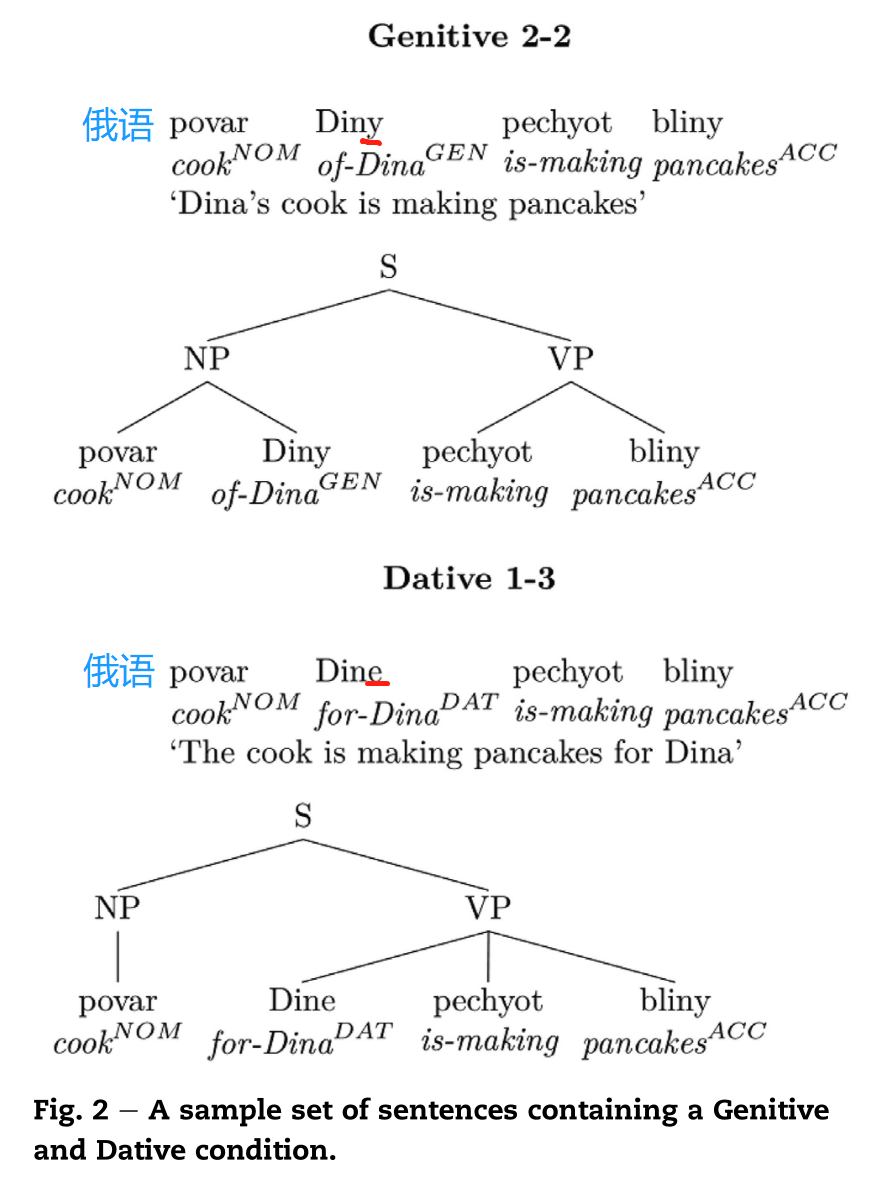 Genitive 2-2
俄语 povar Diny pechyot bliny
cook^NOM of-Dina^GEN is-making pancakes^ACC
‘Dina’s cook is making pancakes’
S
NP VP
povar Diny pechyot bliny
cook^NOM of-Dina^GEN is-making pancakes^ACC
Dative 1-3
俄语 povar Dine pechyot bliny
cook^NOM for-Dina^DAT is-making pancakes^ACC
‘The cook is making pancakes for Dina’
S
NP VP
povar Dine pechyot bliny
cook^NOM for-Dina^DAT is-making pancakes^ACC
Fig. 2 – A sample set of sentences containing a Genitive
and Dative condition.